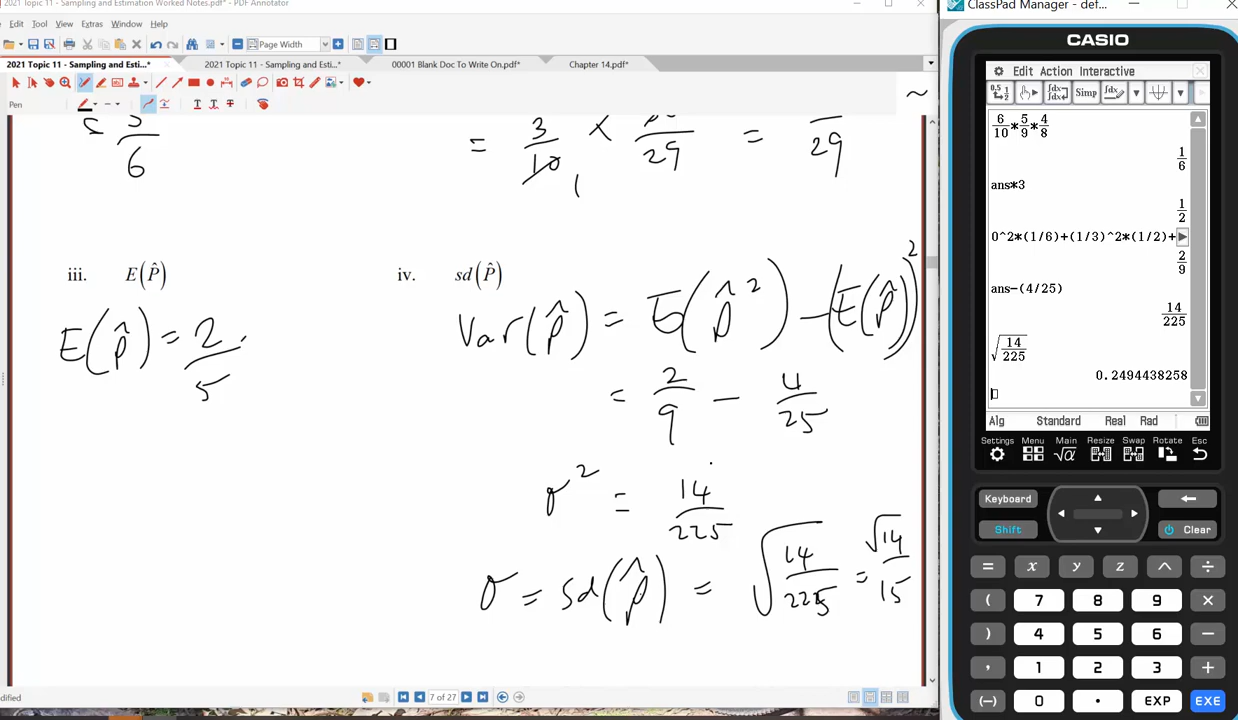 2021 Topic 11 - Sampling and Estimation Worked Notes.pdf* - PDF Annotator
Edit Tool View Extras Window Help
Page Width
2021 Topic 11 - Sampling and Esti...*
2021 Topic 11 - Sampling and Esti...*
00001 Blank Doc To Write On.pdf*
Chapter 14.pdf*
Pen
6
= 3/10 × /29 = /29
1
iii. E(P̂)
E(p̂) = 2/5
iv. sd(P̂)
Var(p̂) = E(p̂²) − (E(p̂))²
= 2/9 − 4/25
σ² = 14/225
σ = sd(p̂) = √(14/225) = √14/15
7 of 27
dified
ClassPad Manager - def...
CASIO
Edit Action Interactive
Simp
6/10*5/9*4/8
1/6
ans*3
1/2
0^2*(1/6)+(1/3)^2*(1/2)+
2/9
ans−(4/25)
14/225
√(14/225)
0.2494438258
Alg Standard Real Rad
Settings Menu Main Resize Swap Rotate Esc
Keyboard
Shift Clear
= x y z ^ ÷
( 7 8 9 ×
) 4 5 6 −
, 1 2 3 +
(−) 0 • EXP EXE